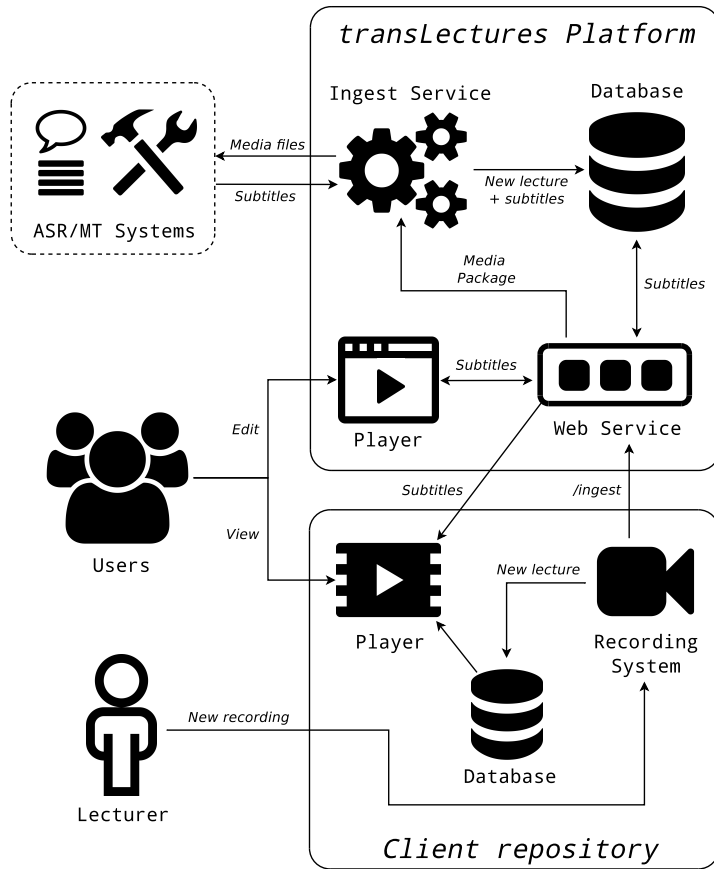 transLectures Platform
Ingest Service
Database
Media files
Subtitles
New lecture
+ subtitles
ASR/MT Systems
Media
Package
Subtitles
Subtitles
Edit
Player
Web Service
Subtitles
/ingest
View
Users
New lecture
Player
Recording
System
New recording
Database
Lecturer
Client repository